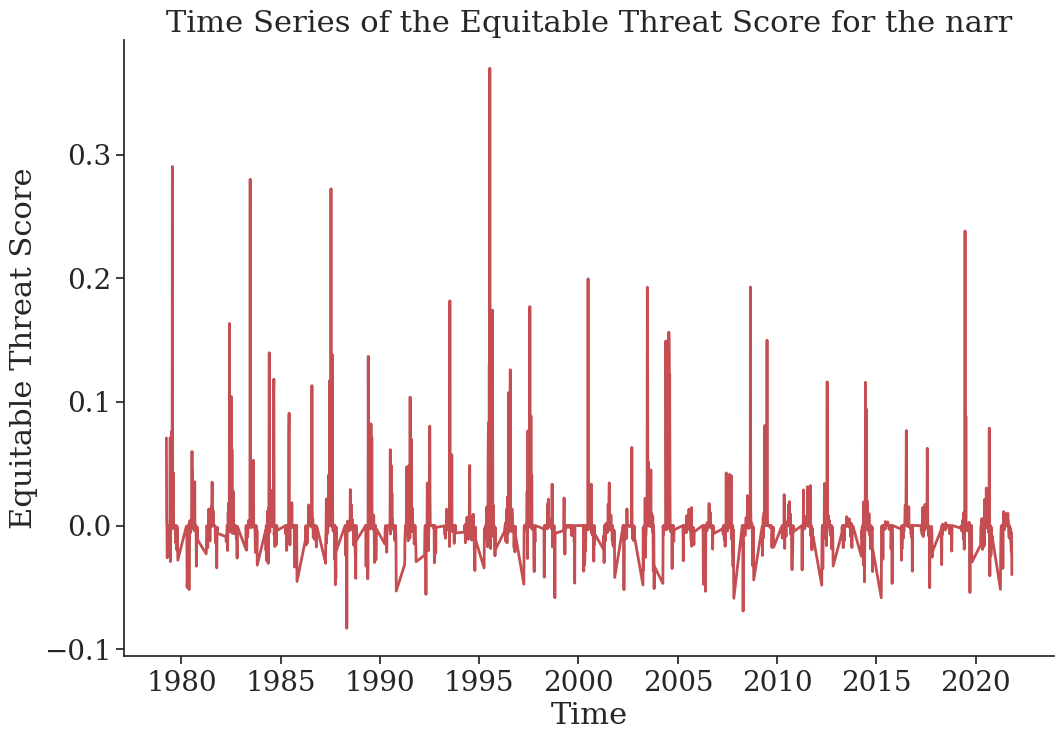 Time Series of the Equitable Threat Score for the narr
Equitable Threat Score
0.3
0.2
0.1
0.0
−0.1
1980 1985 1990 1995 2000 2005 2010 2015 2020
Time